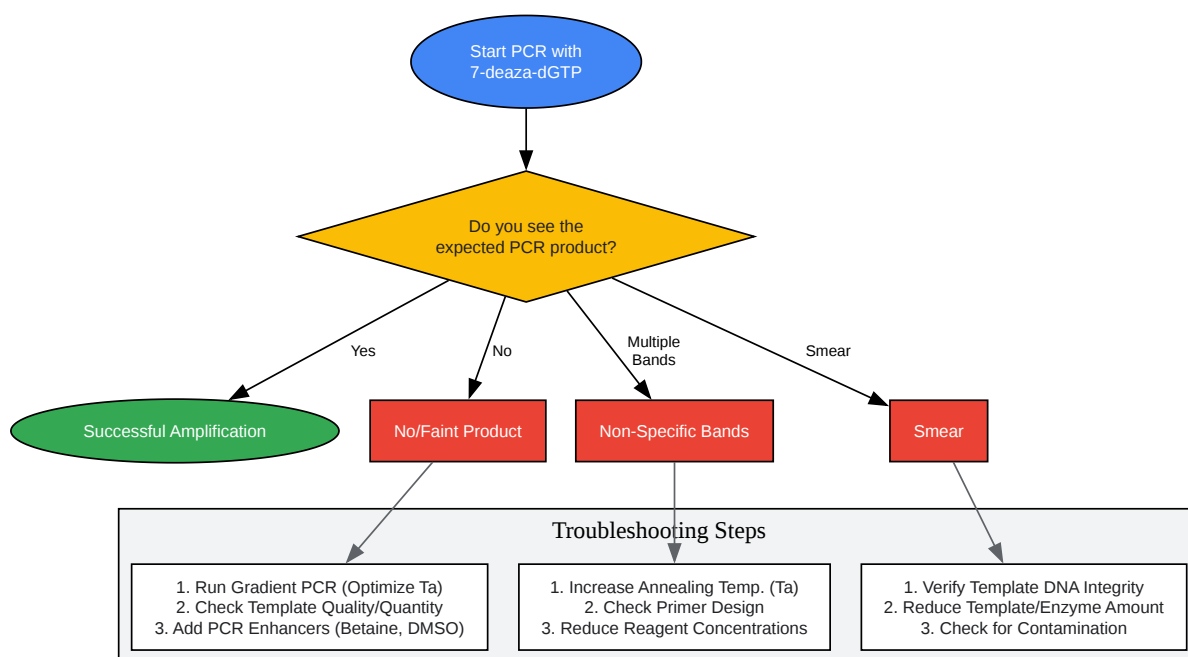 Start PCR with
7-deaza-dGTP
Do you see the
expected PCR product?
Yes
No
Multiple
Bands
Smear
Successful Amplification
No/Faint Product
Non-Specific Bands
Smear
Troubleshooting Steps
1. Run Gradient PCR (Optimize Ta)
2. Check Template Quality/Quantity
3. Add PCR Enhancers (Betaine, DMSO)
1. Increase Annealing Temp. (Ta)
2. Check Primer Design
3. Reduce Reagent Concentrations
1. Verify Template DNA Integrity
2. Reduce Template/Enzyme Amount
3. Check for Contamination